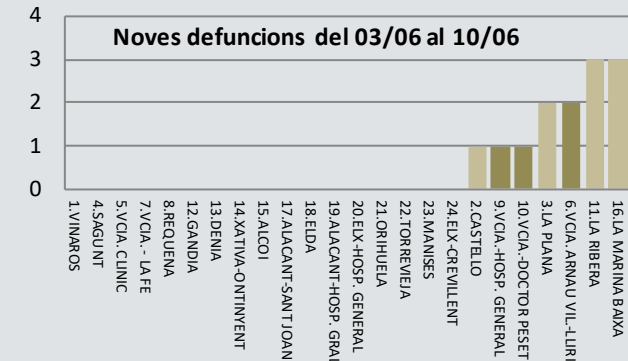 Noves defuncions del 03/06 al 10/06
4
3
2
1
0
1.VINAROS
4.SAGUNT
5.VCIA. CLINIC
7.VCIA. - LA FE
8.REQUENA
12.GANDIA
13.DENIA
14.XATIVA-ONTINYENT
15.ALCOI
17.ALACANT-SANT JOAN
18.ELDA
19.ALACANT-HOSP. GRAL
20.ELX-HOSP. GENERAL
21.ORIHUELA
22.TORREVIEJA
23.MANISES
24.ELX-CREVILLENT
2.CASTELLO
9.VCIA.-HOSP. GENERAL
10.VCIA.-DOCTOR PESET
3.LA PLANA
6.VCIA. ARNAU VIL.-LLIRI
11.LA RIBERA
16.LA MARINA BAIXA